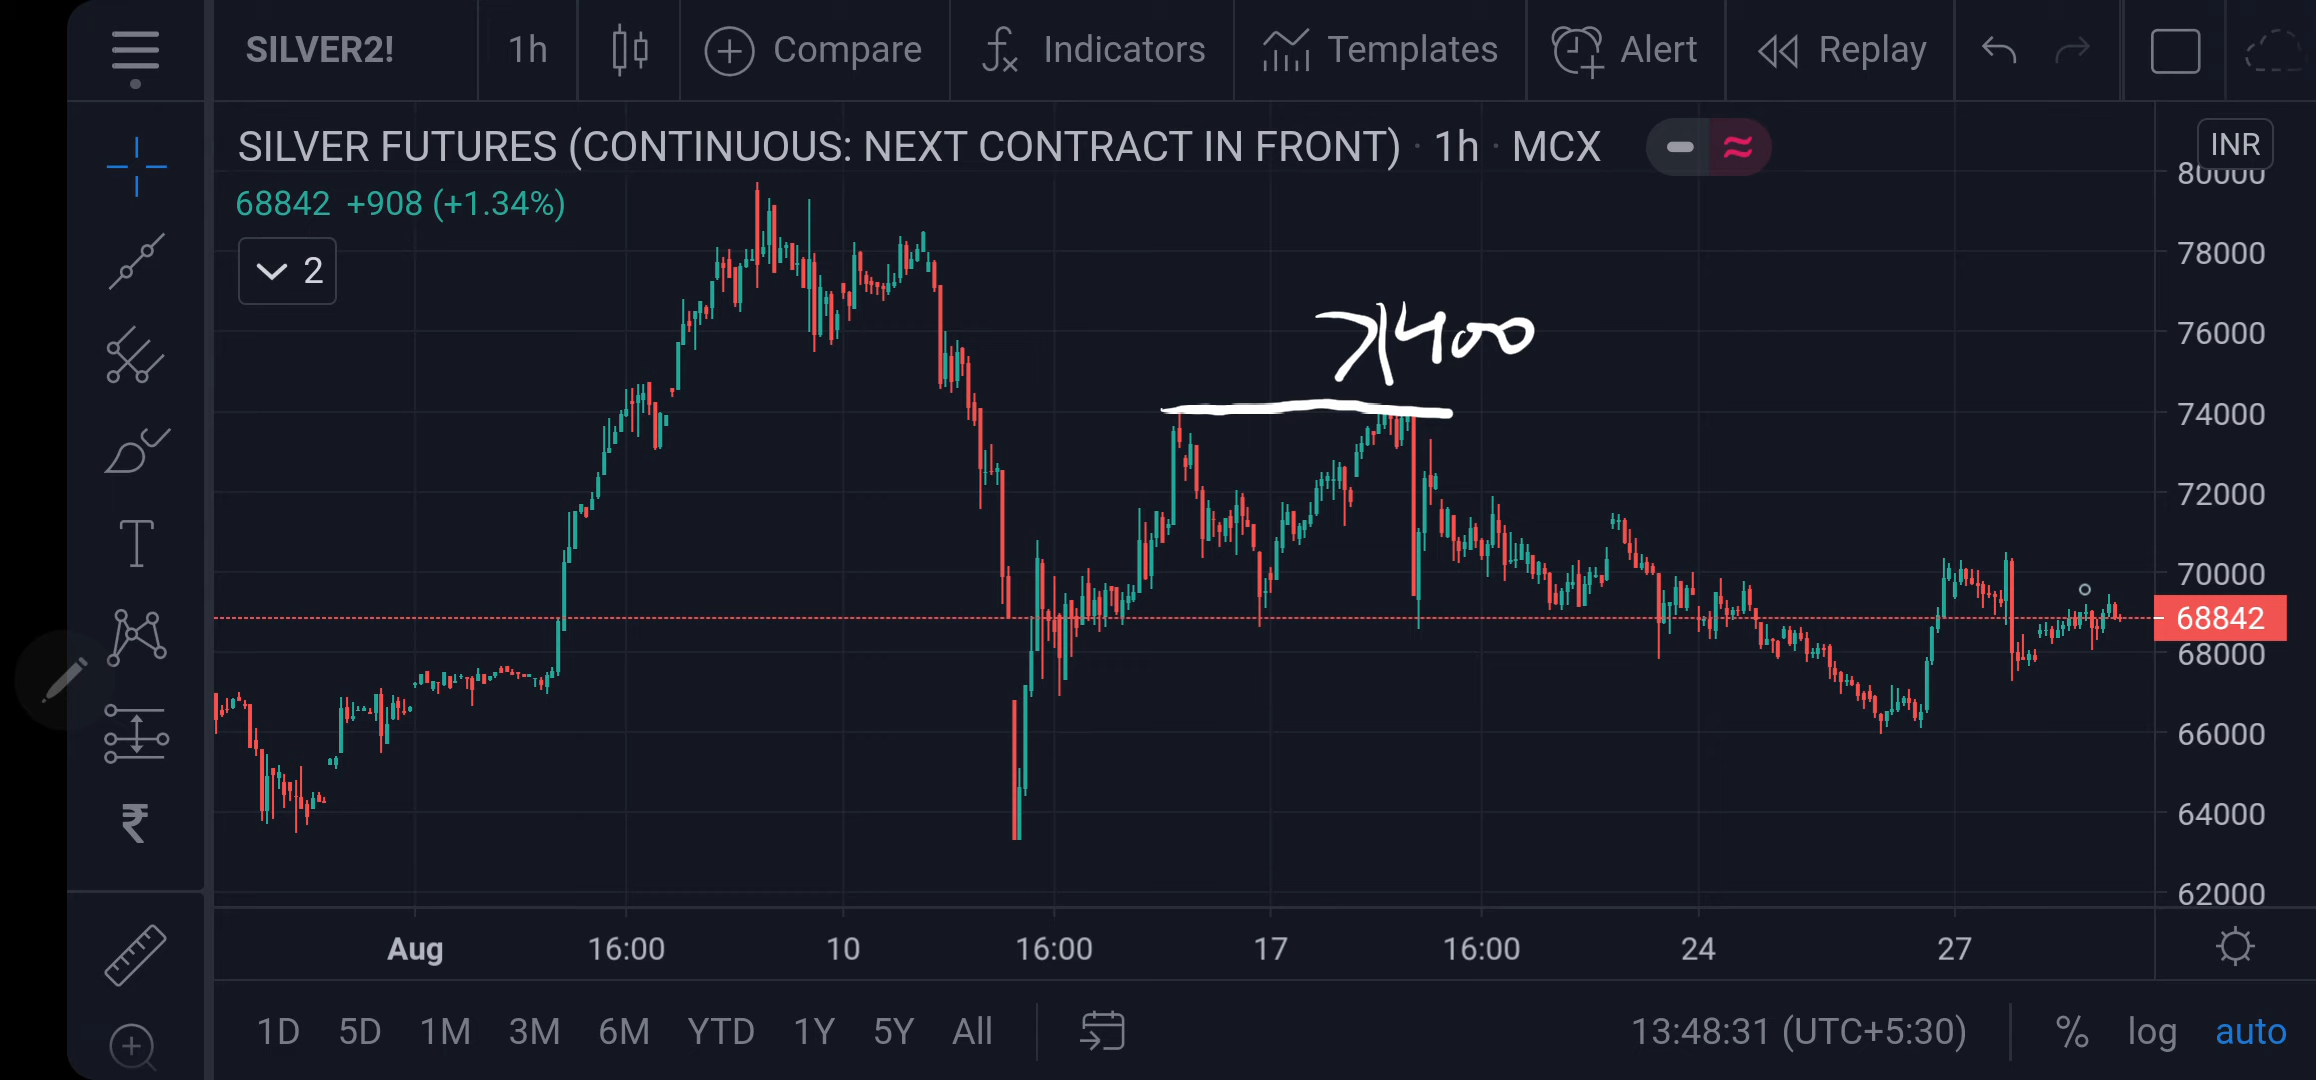 SILVER2! 1h Compare Indicators Templates Alert Replay
SILVER FUTURES (CONTINUOUS: NEXT CONTRACT IN FRONT) · 1h · MCX
INR
68842 +908 (+1.34%)
2
80000
78000
76000
74000
72000
70000
68842
68000
66000
64000
62000
Aug 16:00 10 16:00 17 16:00 24 27
1D 5D 1M 3M 6M YTD 1Y 5Y All 13:48:31 (UTC+5:30) % log auto